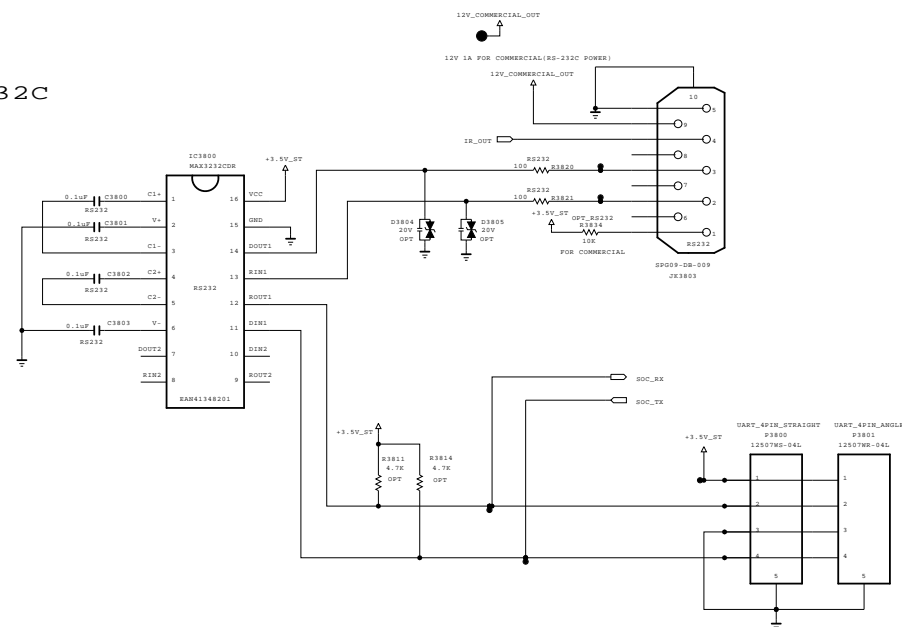 12V_COMMERCIAL_OUT
12V 1A FOR COMMERCIAL(RS-232C POWER)
12V_COMMERCIAL_OUT
32C
IR_OUT
10
5
9
4
8
3
7
2
6
1
RS232
SPG09-DB-009
JK3803
RS232
100 R3820
RS232
100 R3821
+3.5V_ST OPT_RS232
R3834
10K
FOR COMMERCIAL
D3804
20V
OPT
D3805
20V
OPT
IC3800
MAX3232CDR
+3.5V_ST
0.1uF C3800
RS232
0.1uF C3801
RS232
0.1uF C3802
RS232
0.1uF C3803
RS232
C1+ 1
V+ 2
C1- 3
C2+ 4
C2- 5
V- 6
DOUT2 7
RIN2 8
16 VCC
15 GND
14 DOUT1
13 RIN1
12 ROUT1
11 DIN1
10 DIN2
9 ROUT2
RS232
EAN41348201
SOC_RX
SOC_TX
+3.5V_ST
R3811
4.7K
OPT
R3814
4.7K
OPT
+3.5V_ST
UART_4PIN_STRAIGHT
P3800
12507WS-04L
1
2
3
4
5
UART_4PIN_ANGLE
P3801
12507WR-04L
1
2
3
4
5